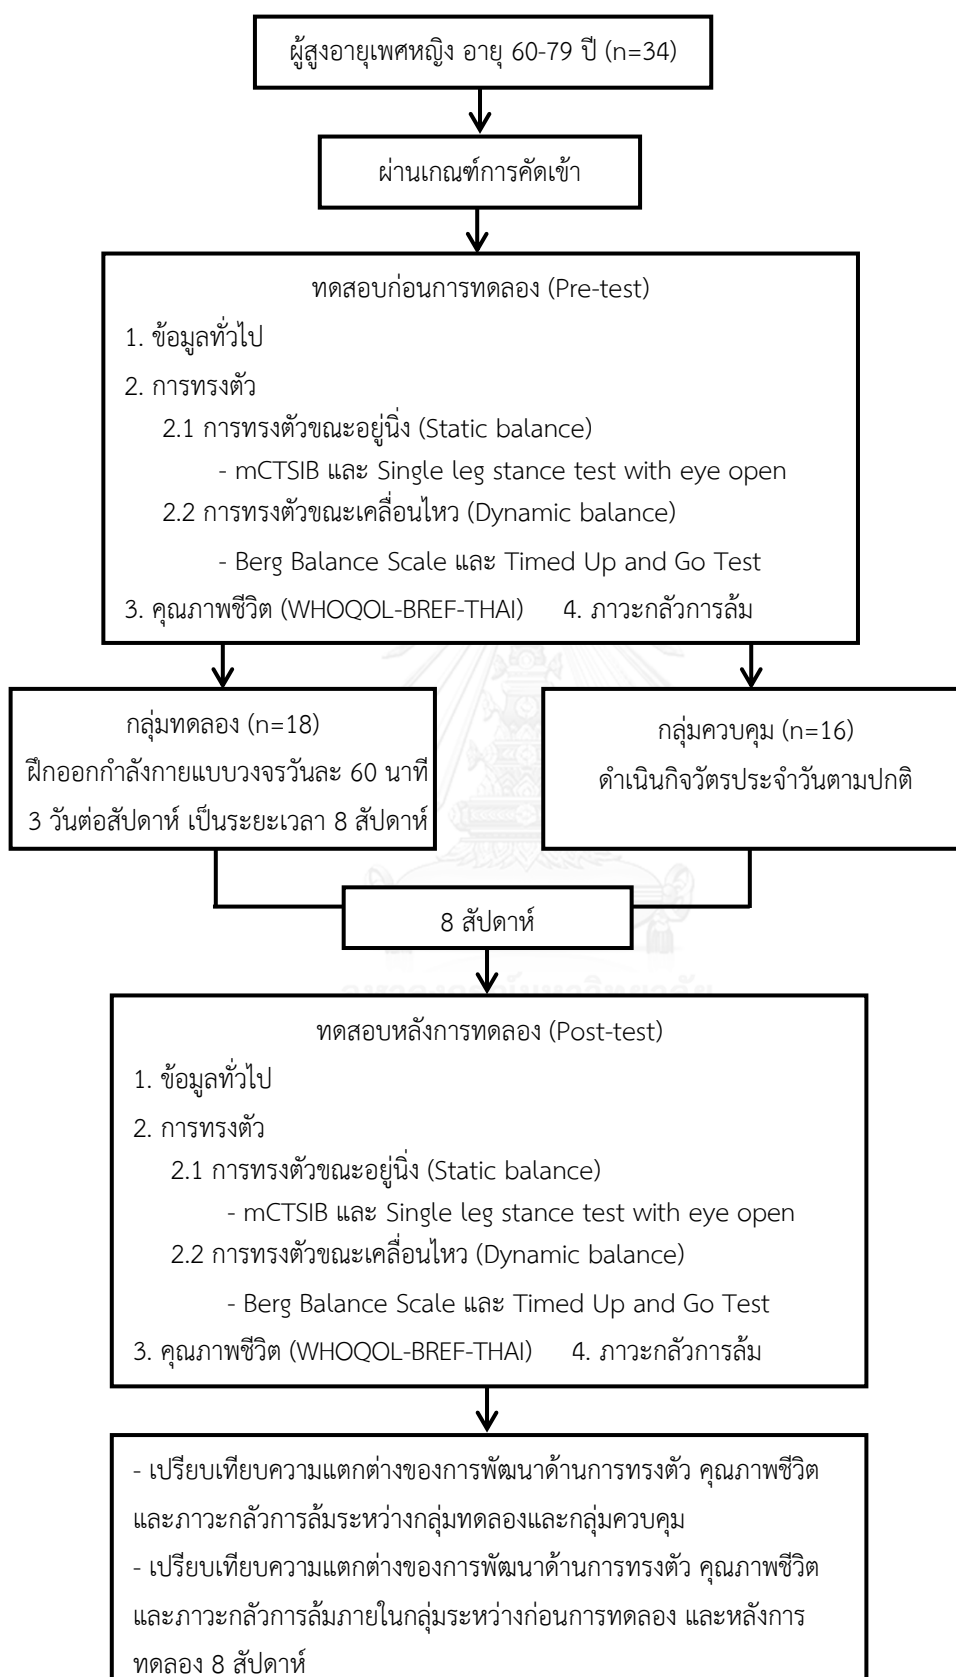 ผู้สูงอายุเพศหญิง อายุ 60-79 ปี (n=34)
ผ่านเกณฑ์การคัดเข้า
ทดสอบก่อนการทดลอง (Pre-test)
1. ข้อมูลทั่วไป
2. การทรงตัว
2.1 การทรงตัวขณะอยู่นิ่ง (Static balance)
- mCTSIB และ Single leg stance test with eye open
2.2 การทรงตัวขณะเคลื่อนไหว (Dynamic balance)
- Berg Balance Scale และ Timed Up and Go Test
3. คุณภาพชีวิต (WHOQOL-BREF-THAI) 4. ภาวะกลัวการล้ม
กลุ่มทดลอง (n=18)
ฝึกออกกำลังกายแบบวงจรวันละ 60 นาที
3 วันต่อสัปดาห์ เป็นระยะเวลา 8 สัปดาห์
กลุ่มควบคุม (n=16)
ดำเนินกิจวัตรประจำวันตามปกติ
8 สัปดาห์
จุฬาลงกรณ์มหาวิทยาลัย
ทดสอบหลังการทดลอง (Post-test)
1. ข้อมูลทั่วไป
2. การทรงตัว
2.1 การทรงตัวขณะอยู่นิ่ง (Static balance)
- mCTSIB และ Single leg stance test with eye open
2.2 การทรงตัวขณะเคลื่อนไหว (Dynamic balance)
- Berg Balance Scale และ Timed Up and Go Test
3. คุณภาพชีวิต (WHOQOL-BREF-THAI) 4. ภาวะกลัวการล้ม
- เปรียบเทียบความแตกต่างของการพัฒนาด้านการทรงตัว คุณภาพชีวิต
และภาวะกลัวการล้มระหว่างกลุ่มทดลองและกลุ่มควบคุม
- เปรียบเทียบความแตกต่างของการพัฒนาด้านการทรงตัว คุณภาพชีวิต
และภาวะกลัวการล้มภายในกลุ่มระหว่างก่อนการทดลอง และหลังการ
ทดลอง 8 สัปดาห์